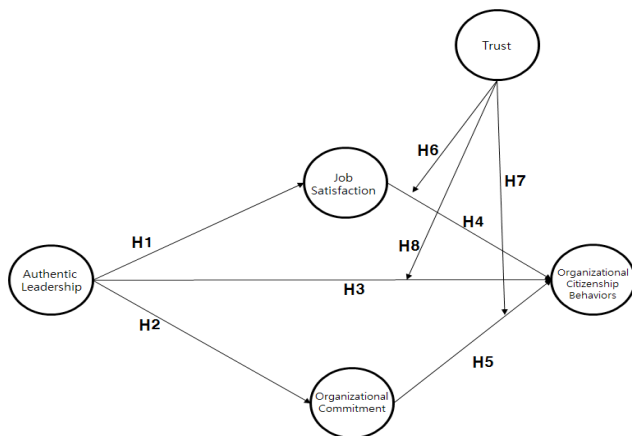 Trust
H6
Job
Satisfaction
H7
H4
H1
H8
Authentic
Leadership
H3
Organizational
Citizenship
Behaviors
H2
H5
Organizational
Commitment